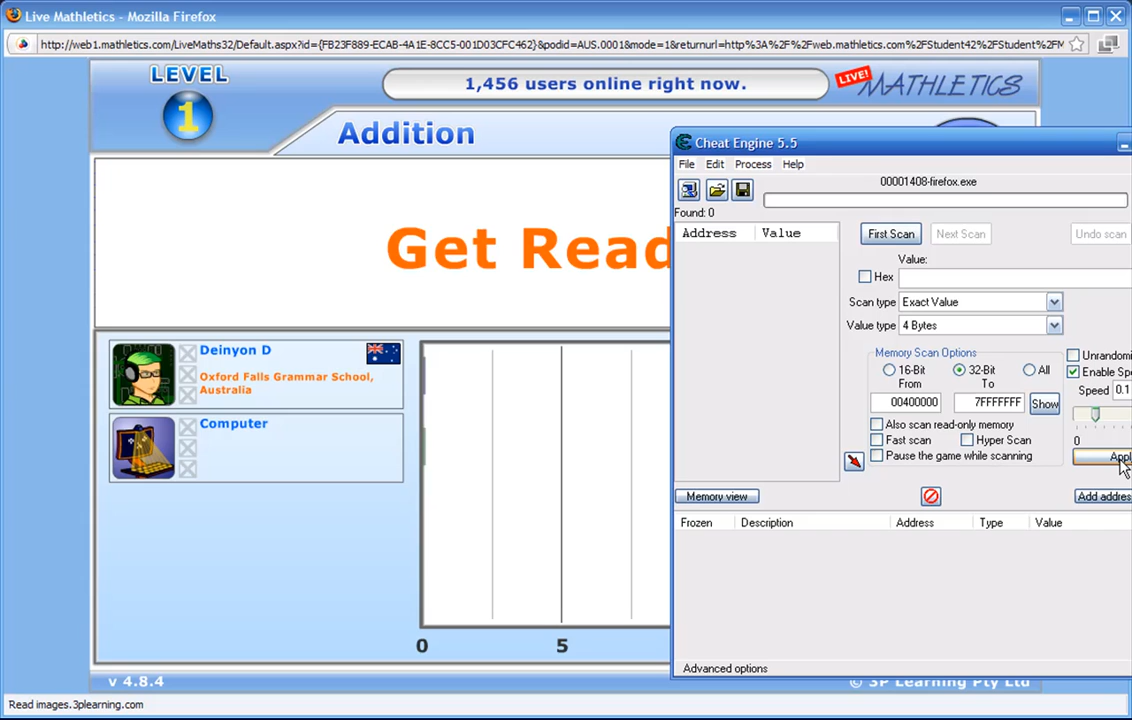 Live Mathletics - Mozilla Firefox
http://web1.mathletics.com/LiveMaths32/Default.aspx?id={FB23F889-ECAB-4A1E-8CC5-001D03CFC462}&podid=AUS.0001&mode=1&returnurl=http%3A%2F%2Fweb.mathletics.com%2FStudent42%2FStudent%2FM
LEVEL
1
1,456 users online right now.
LIVE!
MATHLETICS
Addition
Get Read
Deinyon D
Oxford Falls Grammar School,
Australia
Computer
0
5
v 4.8.4
© 3P Learning Pty Ltd
Read images.3plearning.com
Cheat Engine 5.5
File Edit Process Help
00001408-firefox.exe
Found: 0
Address Value
First Scan Next Scan Undo scan
Value:
Hex
Scan type Exact Value
Value type 4 Bytes
Memory Scan Options
16-Bit 32-Bit All
From To
00400000 7FFFFFFF Show
Also scan read-only memory
Fast scan Hyper Scan
Pause the game while scanning
Unrandomi
Enable Spe
Speed 0.1
0
Appl
Memory view
Add addres
Frozen Description Address Type Value
Advanced options